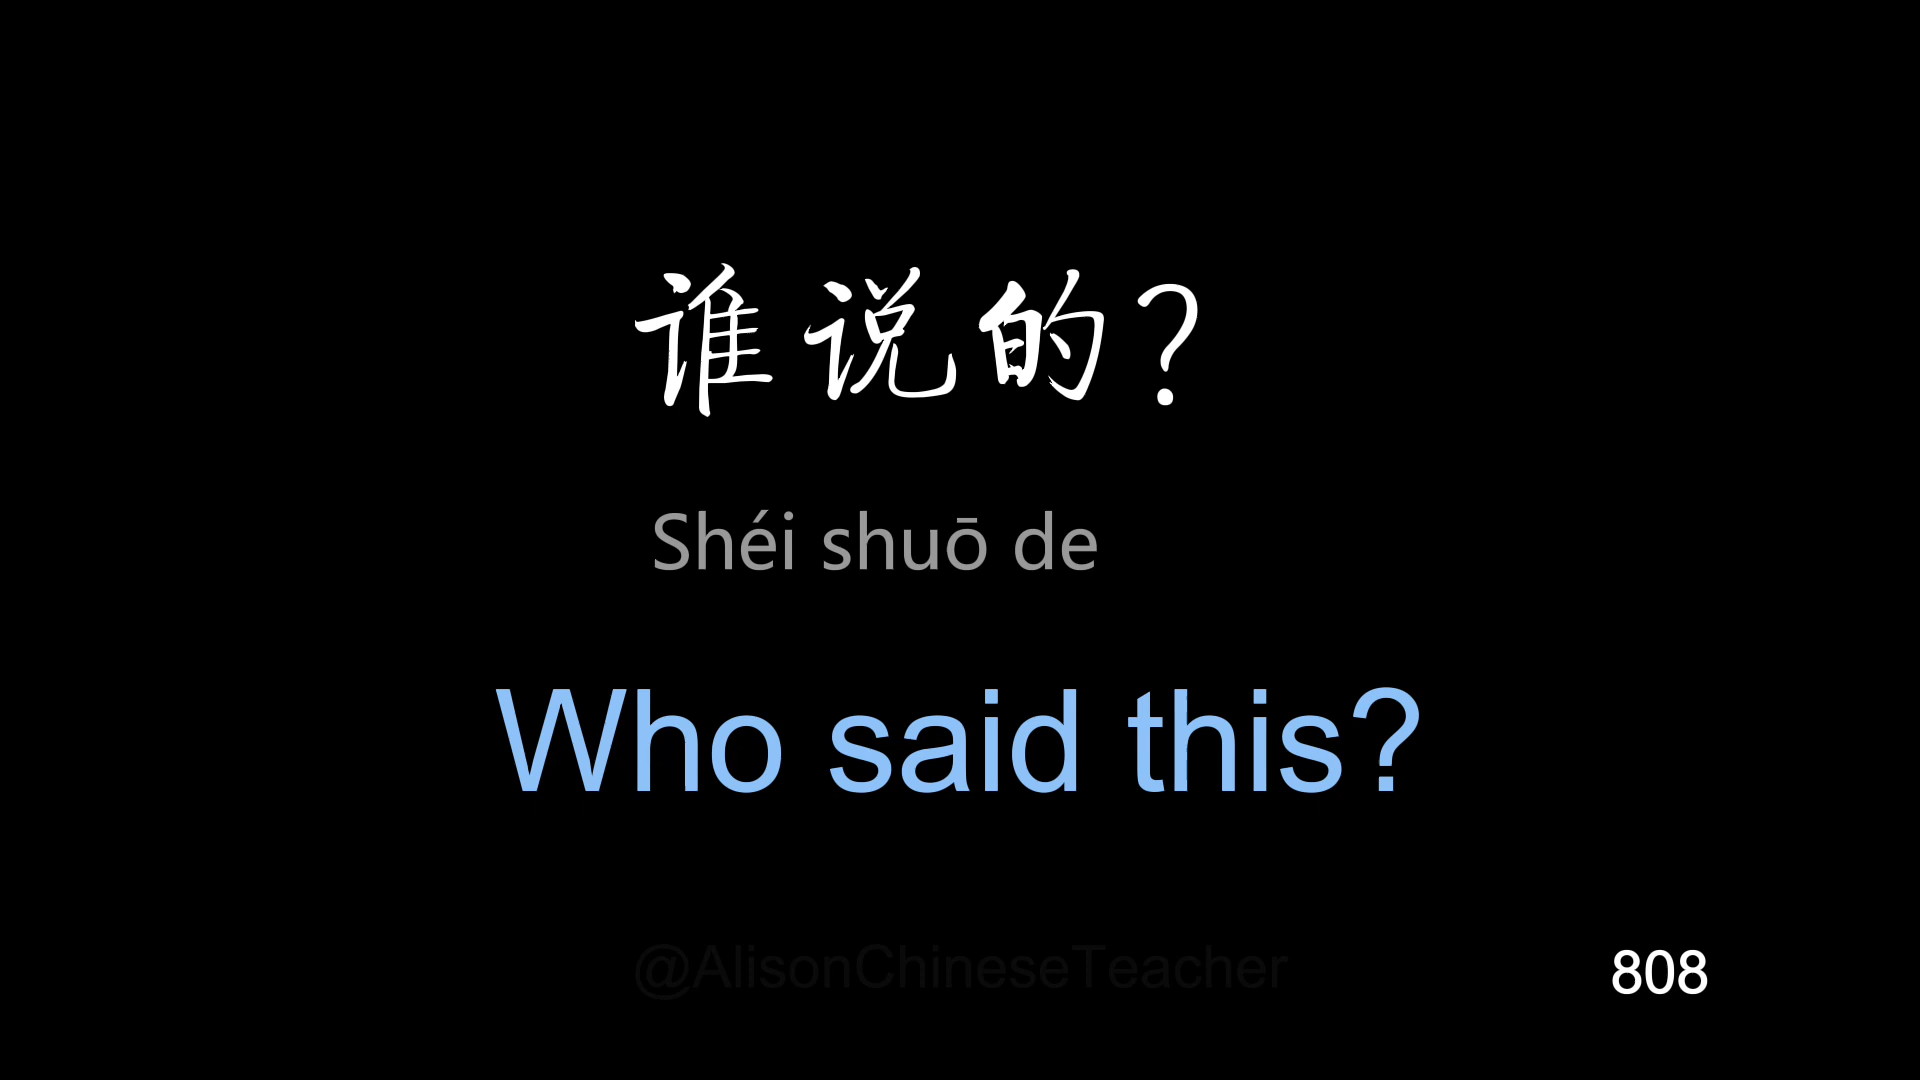 谁说的?
Shéi shuō de
Who said this?
@AlisonChineseTeacher
808